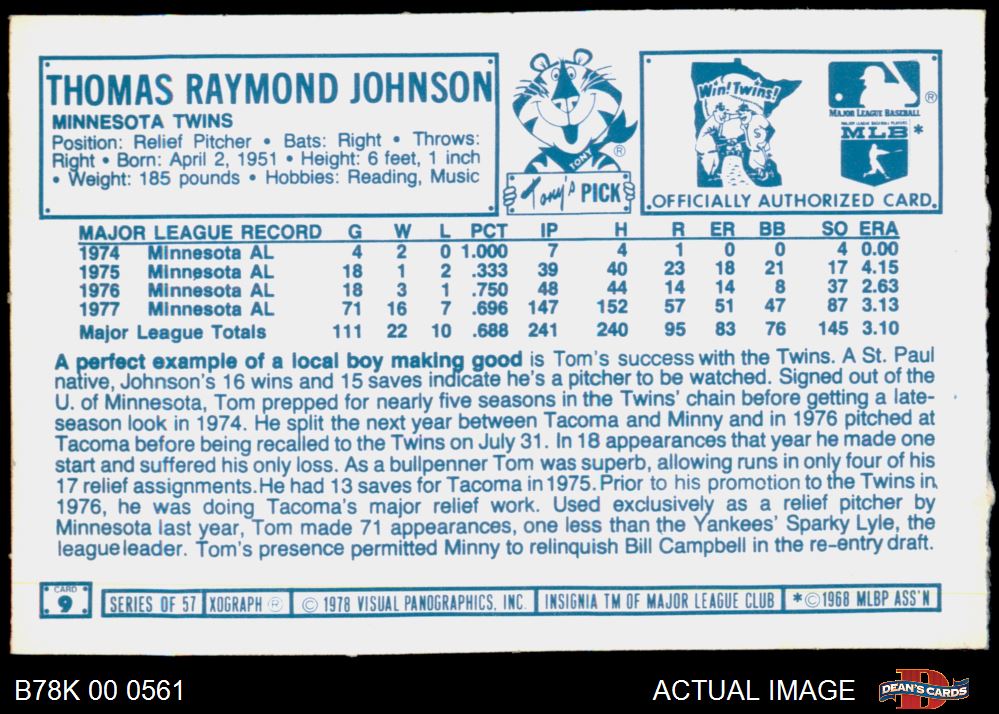 THOMAS RAYMOND JOHNSON
MINNESOTA TWINS
Position: Relief Pitcher • Bats: Right • Throws:
Right • Born: April 2, 1951 • Height: 6 feet, 1 inch
• Weight: 185 pounds • Hobbies: Reading, Music
TONY
®
Tony's PICK
Win! Twins!
®
MAJOR LEAGUE BASEBALL
MAJOR LEAGUE BASEBALL PLAYERS
MLB *
OFFICIALLY AUTHORIZED CARD.
MAJOR LEAGUE RECORD G W L PCT IP H R ER BB SO ERA
1974 Minnesota AL 4 2 0 1.000 7 4 1 0 0 4 0.00
1975 Minnesota AL 18 1 2 .333 39 40 23 18 21 17 4.15
1976 Minnesota AL 18 3 1 .750 48 44 14 14 8 37 2.63
1977 Minnesota AL 71 16 7 .696 147 152 57 51 47 87 3.13
Major League Totals 111 22 10 .688 241 240 95 83 76 145 3.10
A perfect example of a local boy making good is Tom's success with the Twins. A St. Paul
native, Johnson's 16 wins and 15 saves indicate he's a pitcher to be watched. Signed out of the
U. of Minnesota, Tom prepped for nearly five seasons in the Twins' chain before getting a late-
season look in 1974. He split the next year between Tacoma and Minny and in 1976 pitched at
Tacoma before being recalled to the Twins on July 31. In 18 appearances that year he made one
start and suffered his only loss. As a bullpenner Tom was superb, allowing runs in only four of his
17 relief assignments. He had 13 saves for Tacoma in 1975. Prior to his promotion to the Twins in
1976, he was doing Tacoma's major relief work. Used exclusively as a relief pitcher by
Minnesota last year, Tom made 71 appearances, one less than the Yankees' Sparky Lyle, the
league leader. Tom's presence permitted Minny to relinquish Bill Campbell in the re-entry draft.
CARD
9
SERIES OF 57 XOGRAPH ® © 1978 VISUAL PANOGRAPHICS, INC. INSIGNIA TM OF MAJOR LEAGUE CLUB *©1968 MLBP ASS'N
B78K 00 0561
ACTUAL IMAGE
D
DEAN'S CARDS